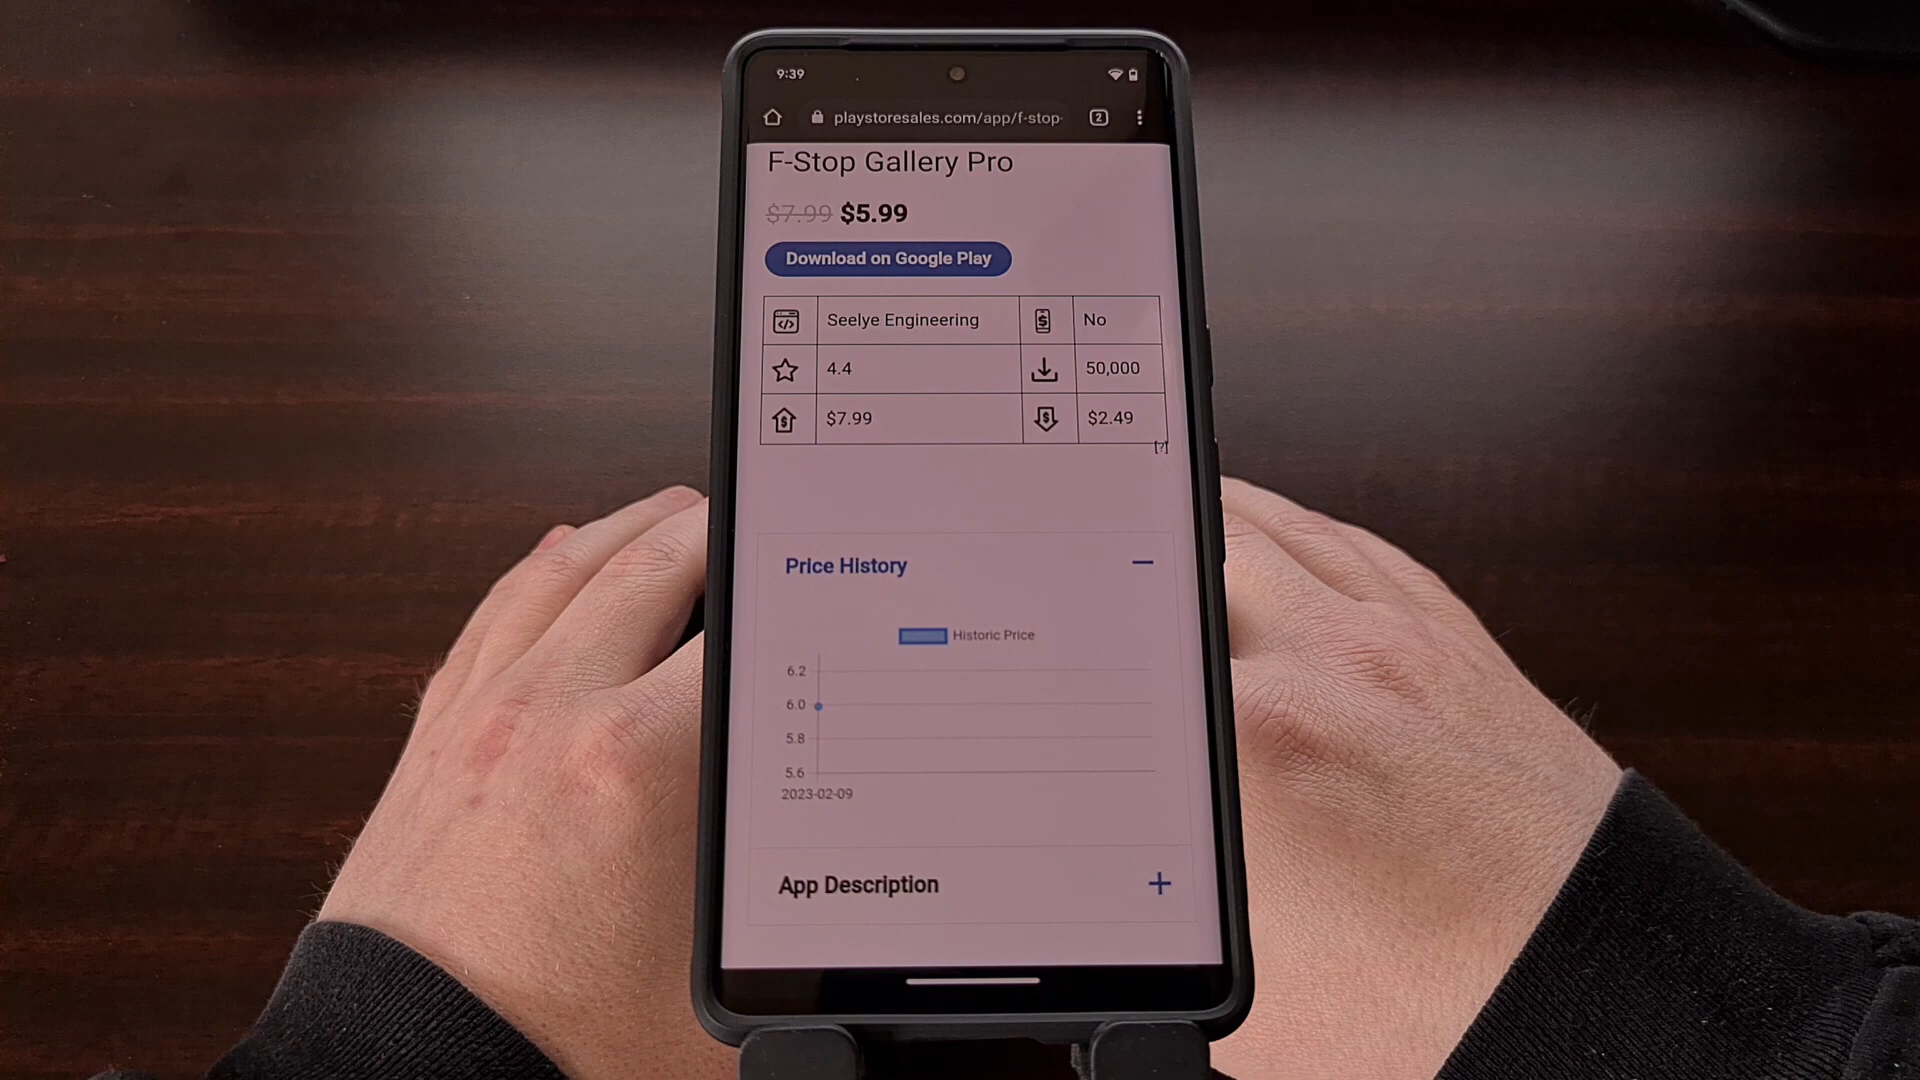 9:39
playstoresales.com/app/f-stop-
2
F-Stop Gallery Pro
$7.99 $5.99
Download on Google Play
Seelye Engineering No
4.4 50,000
$7.99 $2.49
[?]
Price History
Historic Price
6.2
6.0
5.8
5.6
2023-02-09
App Description